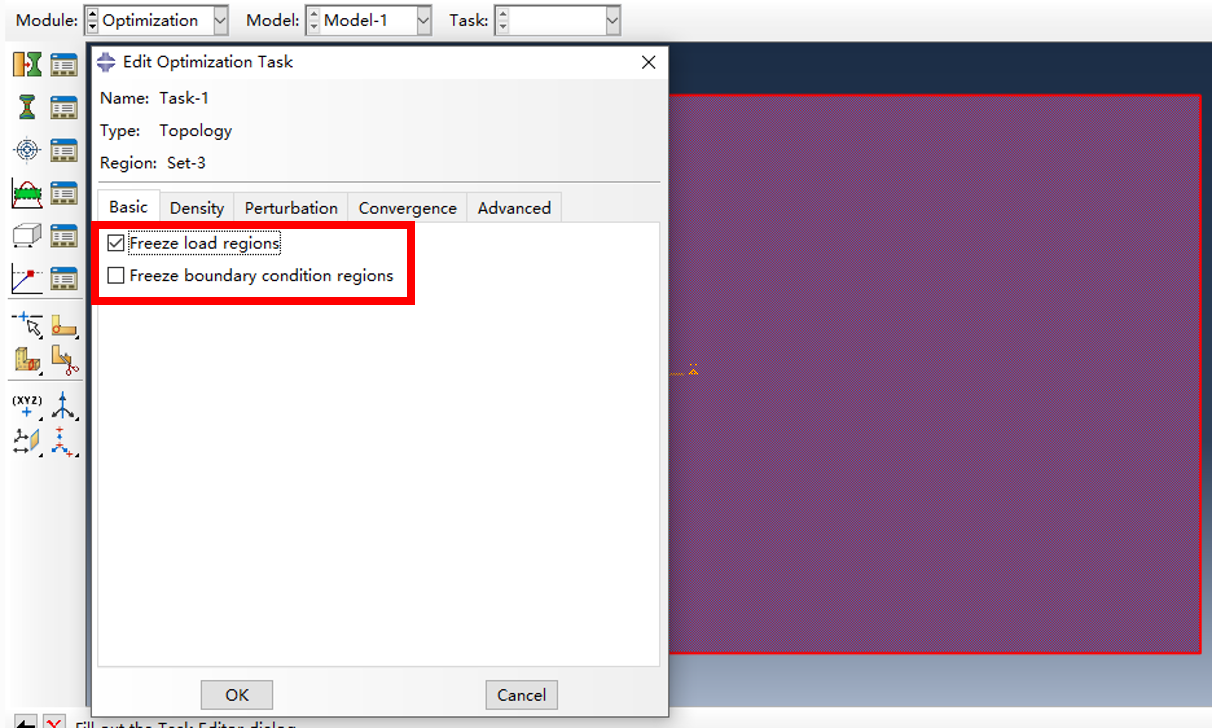 Module: Optimization Model: Model-1 Task:
Edit Optimization Task
Name: Task-1
Type: Topology
Region: Set-3
Basic Density Perturbation Convergence Advanced
Freeze load regions
Freeze boundary condition regions
(XYZ)
OK Cancel
Fill out the Task Editor dialog